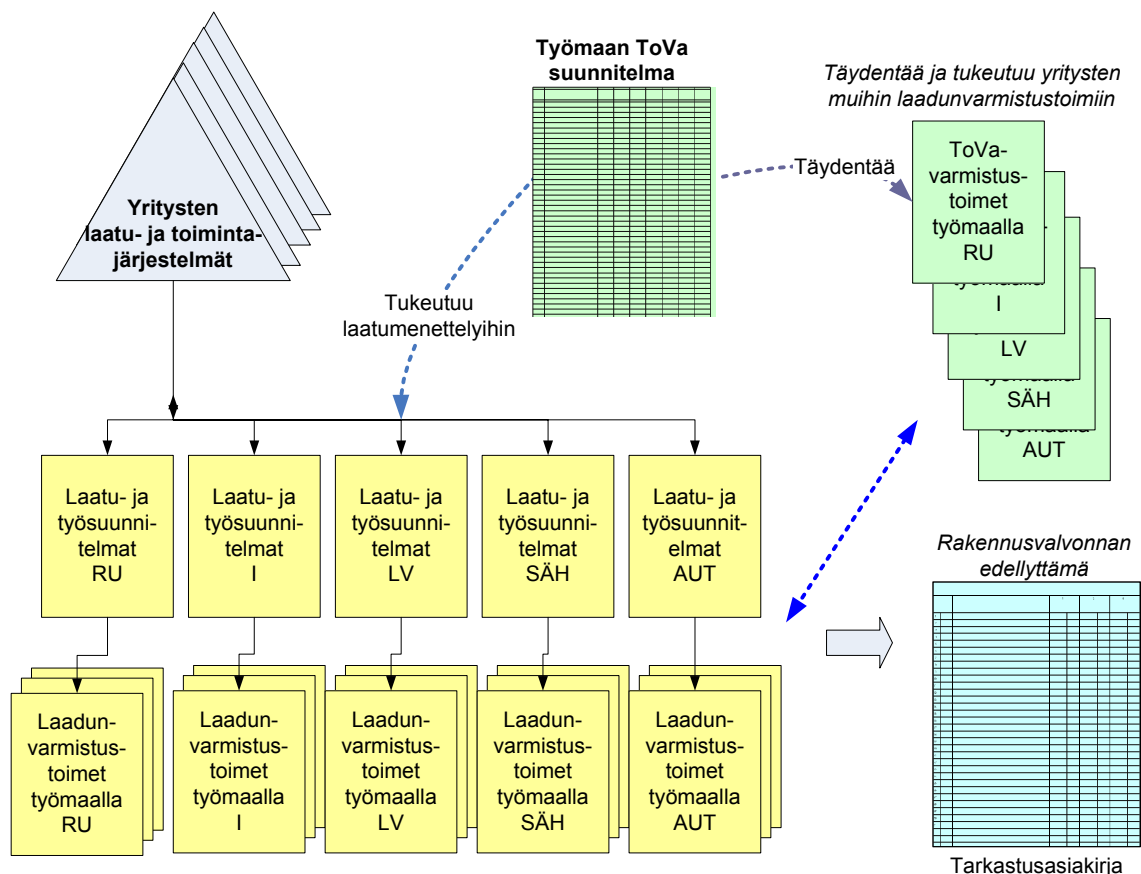 Työmaan ToVa
suunnitelma
Täydentää ja tukeutuu yritysten
muihin laadunvarmistustoimiin
Yritysten
laatu- ja toiminta-
järjestelmät
Täydentää
ToVa-
varmistus-
toimet
työmaalla
RU
I
LV
SÄH
AUT
Tukeutuu
laatumenettelyihin
Laatu- ja
työsuunni-
telmat
RU
Laatu- ja
työsuunni-
telmat
I
Laatu- ja
työsuunni-
telmat
LV
Laatu- ja
työsuunni-
telmat
SÄH
Laatu- ja
työsuunnit-
elmat
AUT
Rakennusvalvonnan
edellyttämä
Laadun-
varmistus-
toimet
työmaalla
RU
Laadun-
varmistus-
toimet
työmaalla
I
Laadun-
varmistus-
toimet
työmaalla
LV
Laadun-
varmistus-
toimet
työmaalla
SÄH
Laadun-
varmistus-
toimet
työmaalla
AUT
Tarkastusasiakirja